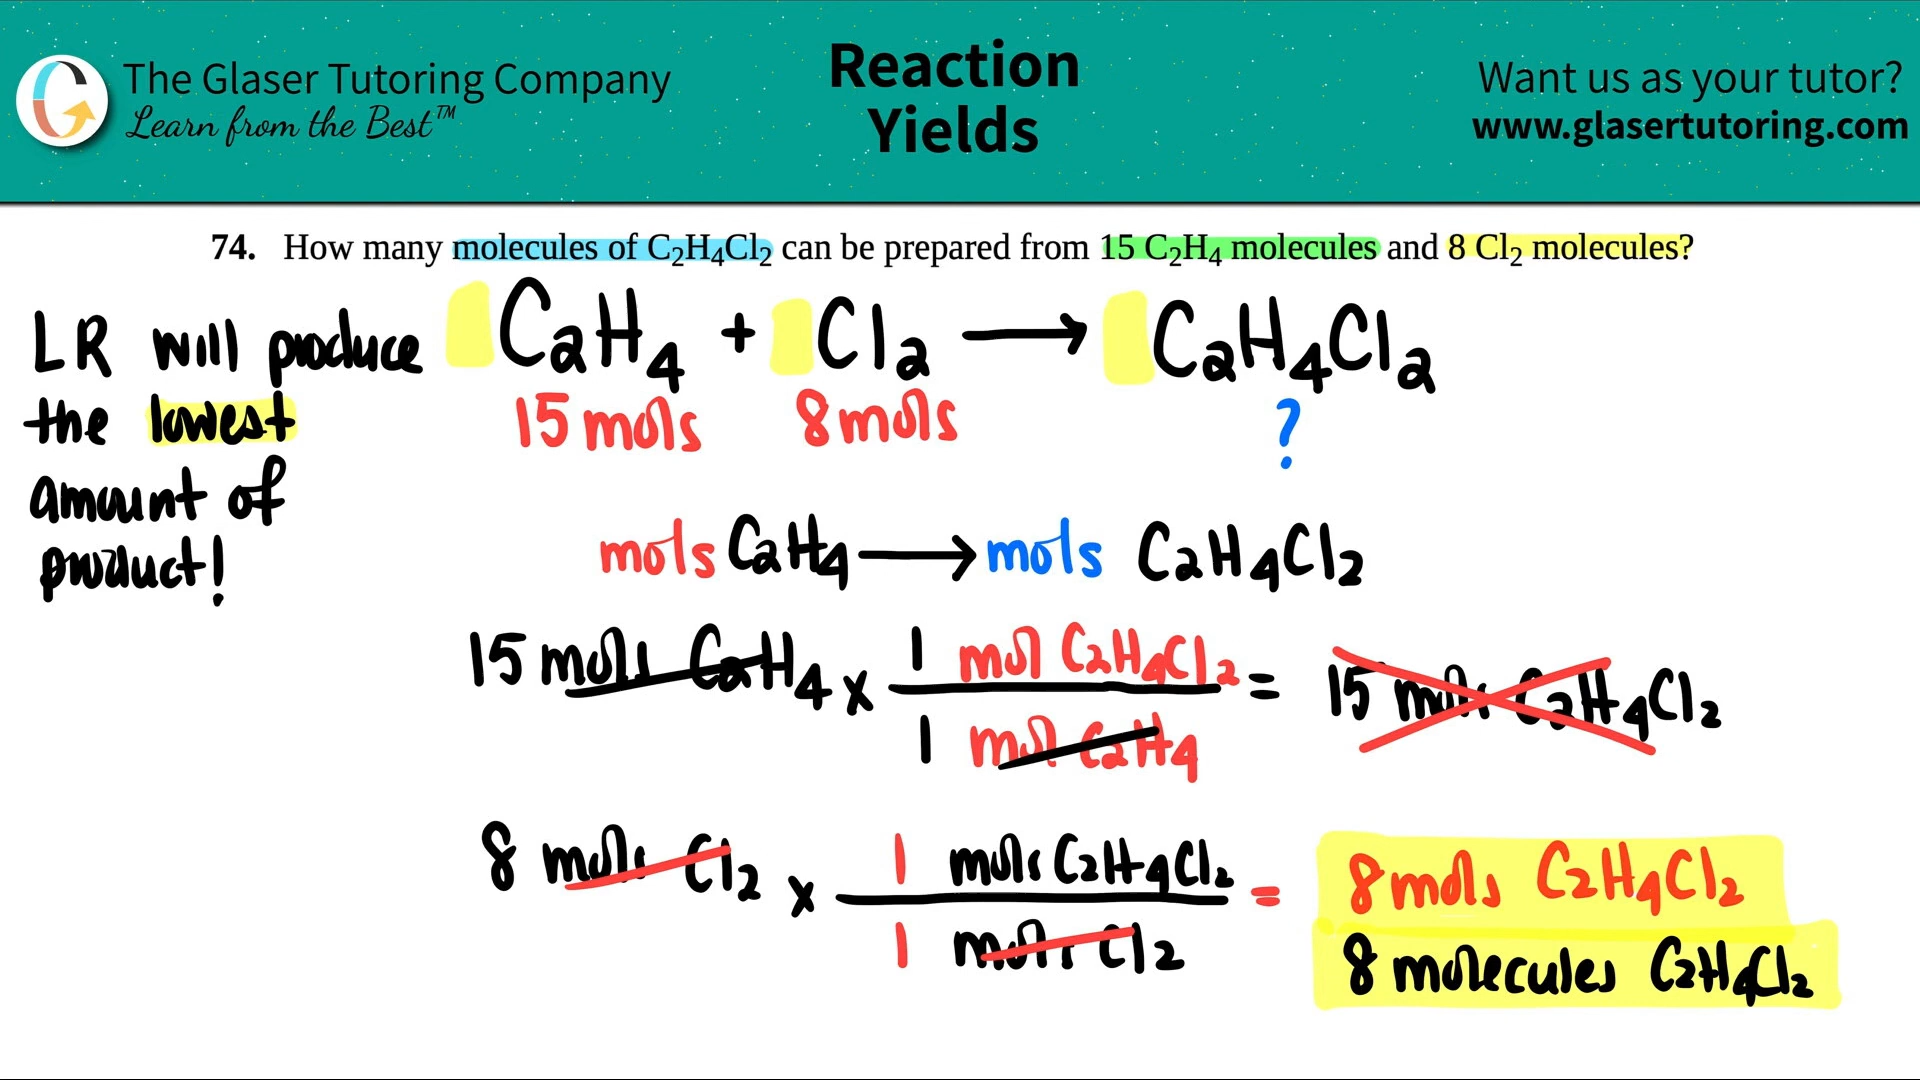 The Glaser Tutoring Company
Learn from the Best™
Reaction
Yields
Want us as your tutor?
www.glasertutoring.com
74. How many molecules of C₂H₄Cl₂ can be prepared from 15 C₂H₄ molecules and 8 Cl₂ molecules?
LR will produce
the lowest
amount of
product!
C₂H₄ + Cl₂ → C₂H₄Cl₂
15 mols 8 mols ?
mols C₂H₄ → mols C₂H₄Cl₂
15 mols C₂H₄ x 1 mol C₂H₄Cl₂ = 15 mols C₂H₄Cl₂
1 mol C₂H₄
8 mols Cl₂ x 1 mols C₂H₄Cl₂ = 8 mols C₂H₄Cl₂
1 mols Cl₂
8 molecules C₂H₄Cl₂